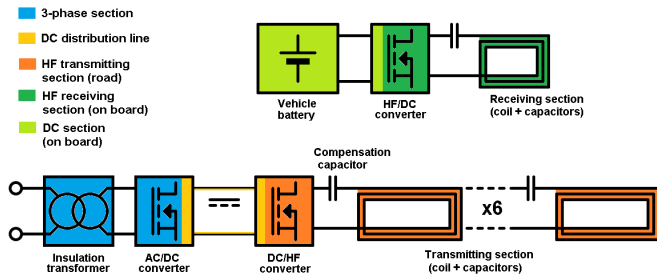 3-phase section
DC distribution line
HF transmitting
section (road)
HF receiving
section (on board)
DC section
(on board)
Vehicle
battery
HF/DC
converter
Receiving section
(coil + capacitors)
Compensation
capacitor
x6
Insulation
transformer
AC/DC
converter
DC/HF
converter
Transmitting section
(coil + capacitors)